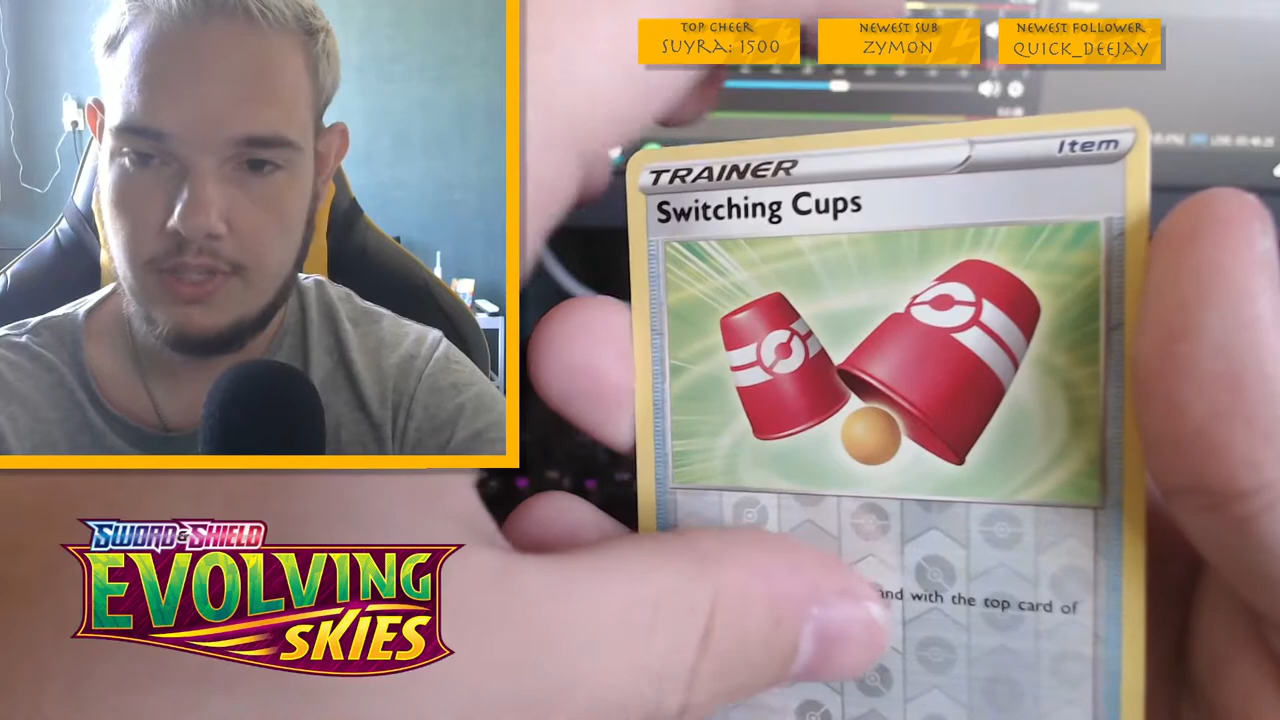 TOP CHEER
SUYRA: 1500
NEWEST SUB
ZYMON
NEWEST FOLLOWER
QUICK_DEEJAY
TRAINER
Item
Switching Cups
and with the top card of
SWORD & SHIELD
EVOLVING
SKIES